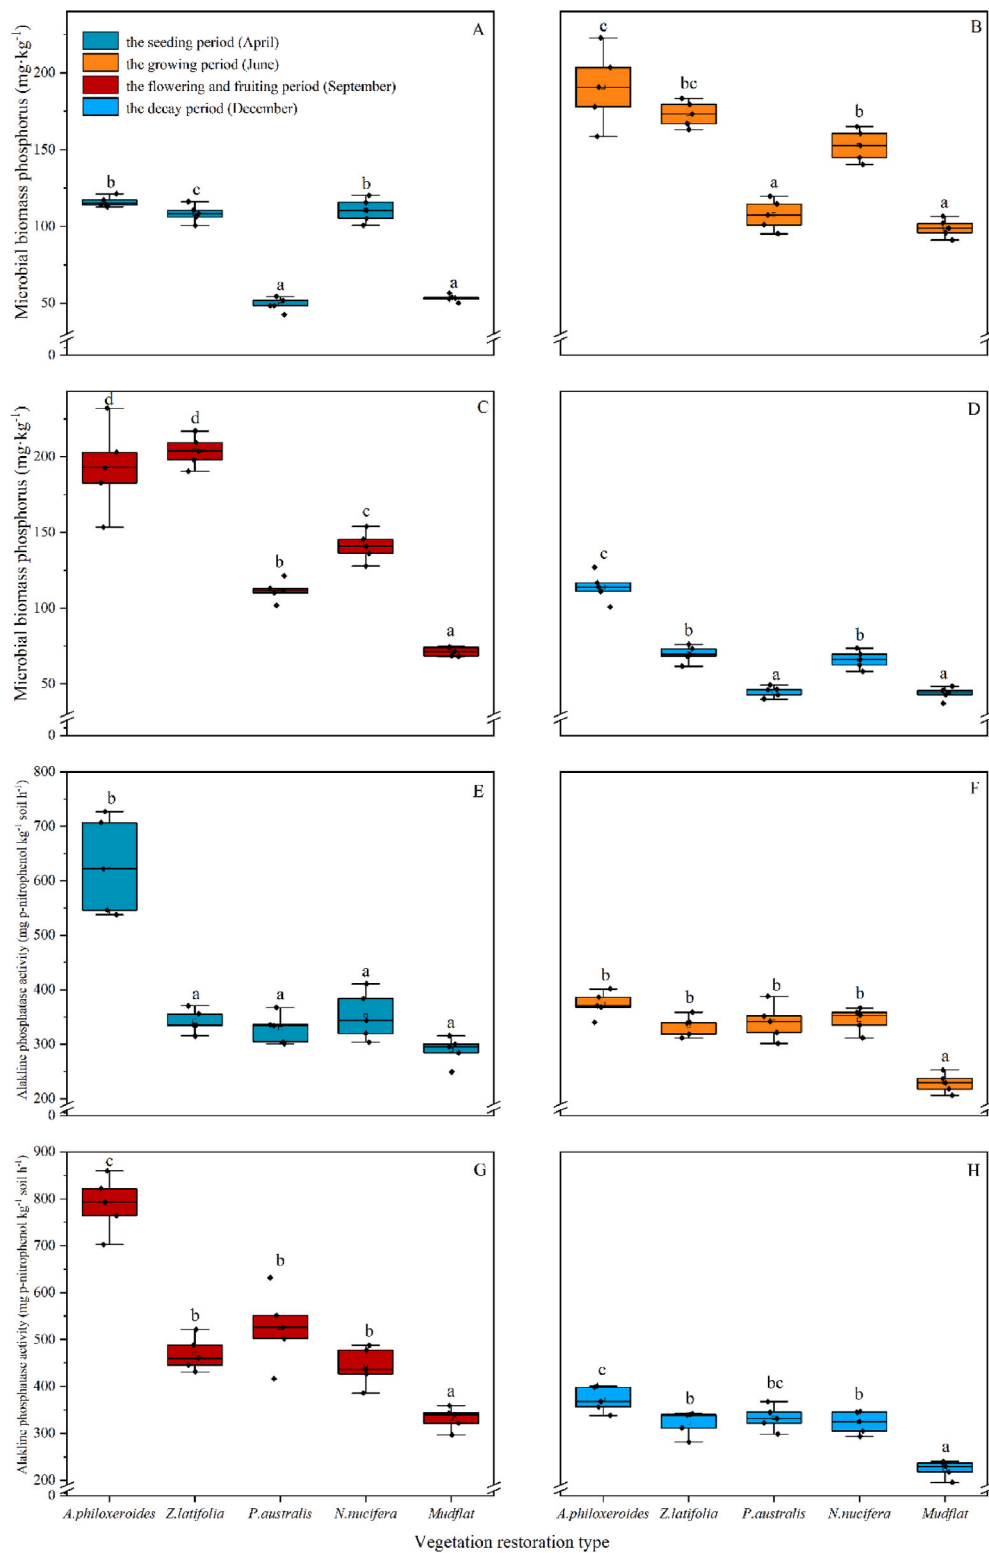 A
the seeding period (April)
the growing period (June)
the flowering and fruiting period (September)
the decay period (December)
Microbial biomass phosphorus (mg·kg⁻¹)
200
150
100
50
0
b
c
a
b
a
B
c
bc
a
b
a
C
Microbial biomass phosphorus (mg·kg⁻¹)
200
150
100
50
0
d
d
b
c
a
D
c
b
a
b
a
E
Alakline phosphatase activity (mg p-nitrophenol kg⁻¹ soil h⁻¹)
800
700
600
500
400
300
200
0
b
a
a
a
a
F
b
b
b
b
a
G
Alakline phosphatase activity (mg p-nitrophenol kg⁻¹ soil h⁻¹)
900
800
700
600
500
400
300
200
0
c
b
b
b
a
H
c
b
bc
b
a
A.philoxeroides Z.latifolia P.australis N.nucifera Mudflat
A.philoxeroides Z.latifolia P.australis N.nucifera Mudflat
Vegetation restoration type